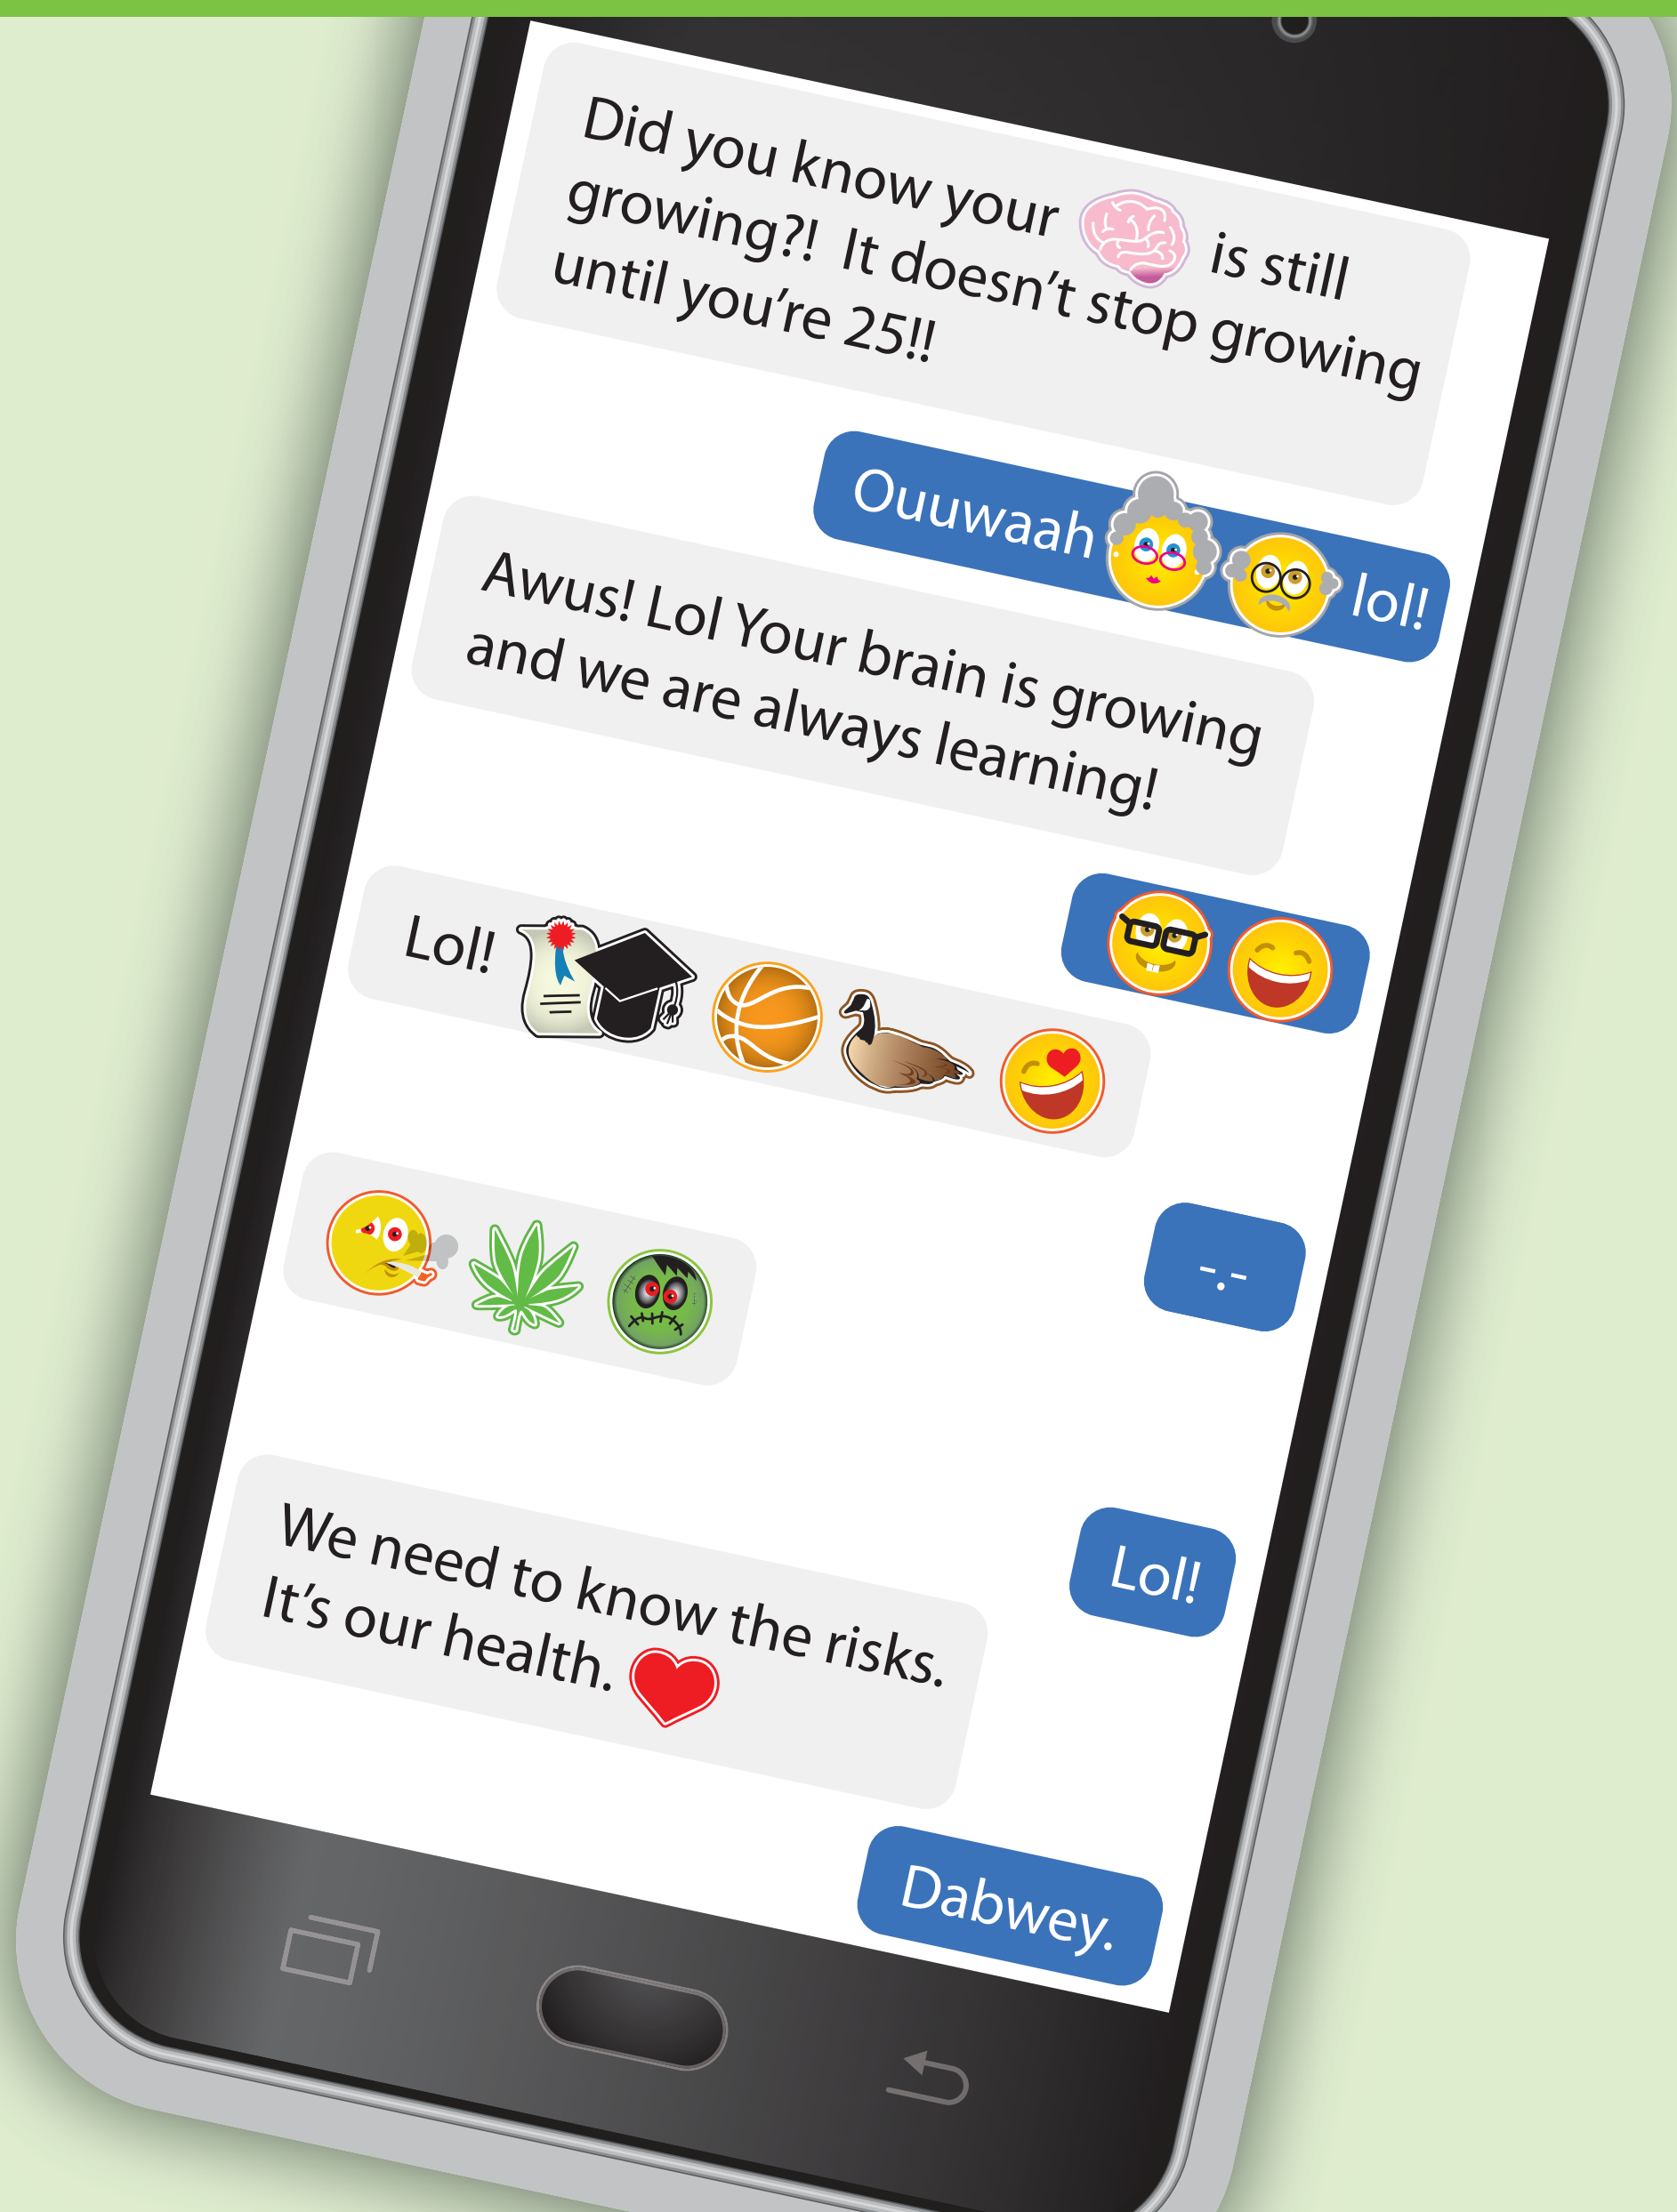 Did you know your is still
growing?! It doesn't stop growing
until you're 25!!
Ouuwaah lol!
Awus! Lol Your brain is growing
and we are always learning!
Lol!
-.-
Lol!
We need to know the risks.
It's our health.
Dabwey.